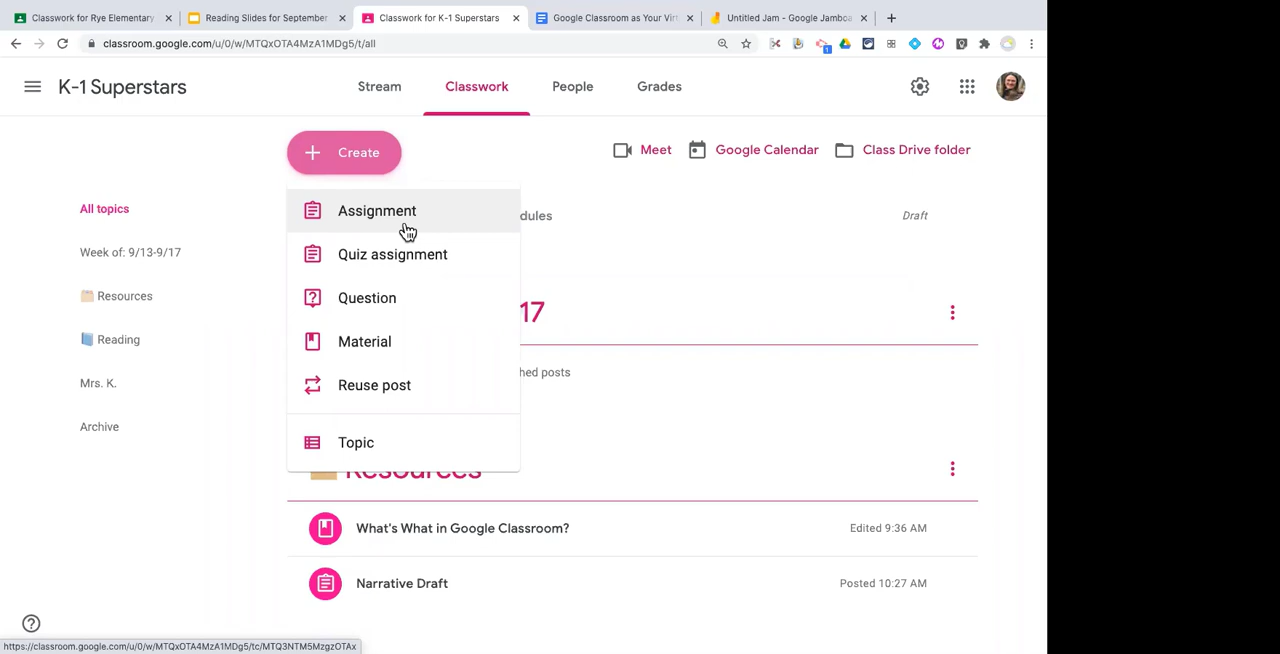 Classwork for Rye Elementary
Reading Slides for September
Classwork for K-1 Superstars
Google Classroom as Your Virt
Untitled Jam - Google Jamboa
classroom.google.com/u/0/w/MTQxOTA4MzA1MDg5/t/all
1
K-1 Superstars
Stream
Classwork
People
Grades
Create
Meet
Google Calendar
Class Drive folder
All topics
Week of: 9/13-9/17
Resources
Reading
Mrs. K.
Archive
Assignment
Quiz assignment
Question
Material
Reuse post
Topic
dules
Draft
17
hed posts
Resources
What's What in Google Classroom?
Edited 9:36 AM
Narrative Draft
Posted 10:27 AM
https://classroom.google.com/u/0/w/MTQxOTA4MzA1MDg5/tc/MTQ3NTM5MzgzOTAx